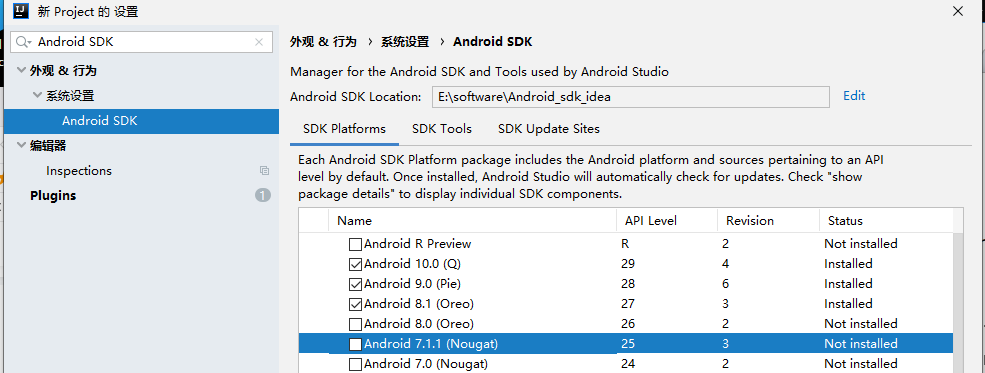 IJ 新 Project 的 设置
Android SDK
外观 & 行为
系统设置
Android SDK
编辑器
Inspections
Plugins 1
外观 & 行为 › 系统设置 › Android SDK
Manager for the Android SDK and Tools used by Android Studio
Android SDK Location: E:\software\Android_sdk_idea Edit
SDK Platforms SDK Tools SDK Update Sites
Each Android SDK Platform package includes the Android platform and sources pertaining to an API
level by default. Once installed, Android Studio will automatically check for updates. Check "show
package details" to display individual SDK components.
Name API Level Revision Status
Android R Preview R 2 Not installed
Android 10.0 (Q) 29 4 Installed
Android 9.0 (Pie) 28 6 Installed
Android 8.1 (Oreo) 27 3 Installed
Android 8.0 (Oreo) 26 2 Not installed
Android 7.1.1 (Nougat) 25 3 Not installed
Android 7.0 (Nougat) 24 2 Not installed